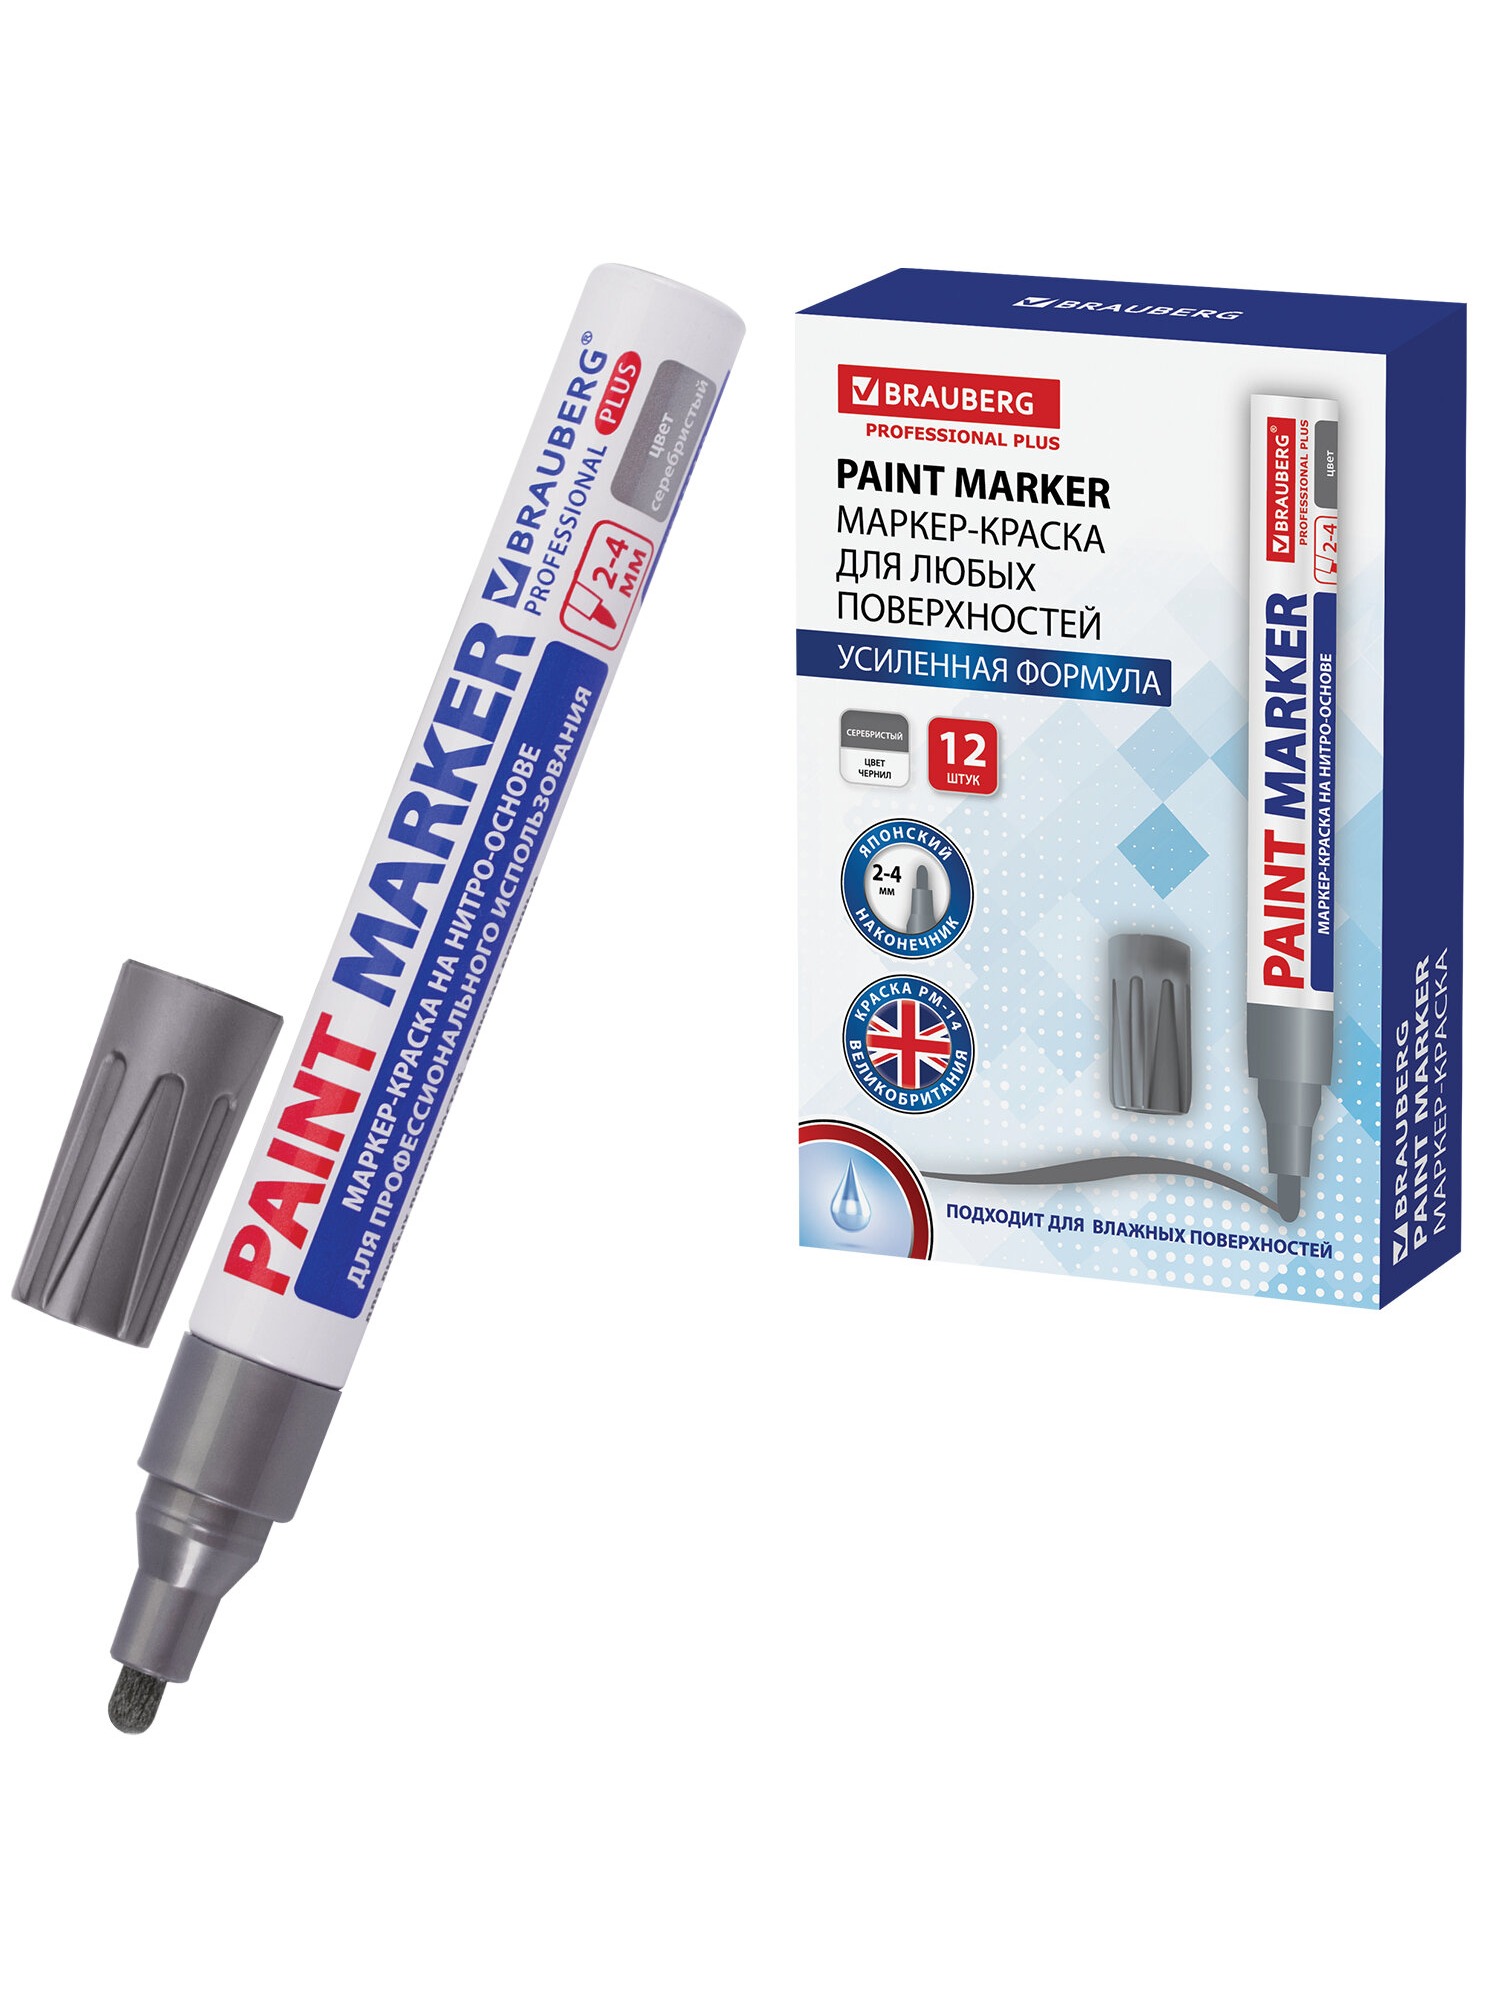 BRAUBERG®
PROFESSIONAL PLUS
цвет
серебристый
2-4
мм
PAINT MARKER
МАРКЕР-КРАСКА НА НИТРО-ОСНОВЕ
ДЛЯ ПРОФЕССИОНАЛЬНОГО ИСПОЛЬЗОВАНИЯ
BRAUBERG
BRAUBERG
PROFESSIONAL PLUS
PAINT MARKER
МАРКЕР-КРАСКА
ДЛЯ ЛЮБЫХ
ПОВЕРХНОСТЕЙ
УСИЛЕННАЯ ФОРМУЛА
СЕРЕБРИСТЫЙ
ЦВЕТ
ЧЕРНИЛ
12
ШТУК
ЯПОНСКИЙ
2-4
мм
НАКОНЕЧНИК
КРАСКА PM-14
ВЕЛИКОБРИТАНИЯ
ПОДХОДИТ ДЛЯ ВЛАЖНЫХ ПОВЕРХНОСТЕЙ
BRAUBERG®
PROFESSIONAL PLUS
цвет
2-4
PAINT MARKER
МАРКЕР-КРАСКА НА НИТРО-ОСНОВЕ
BRAUBERG
PAINT MARKER
МАРКЕР-КРАСКА